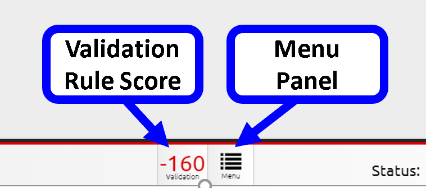 Validation
Rule Score
Menu
Panel
-160
Validation
Menu
Status: